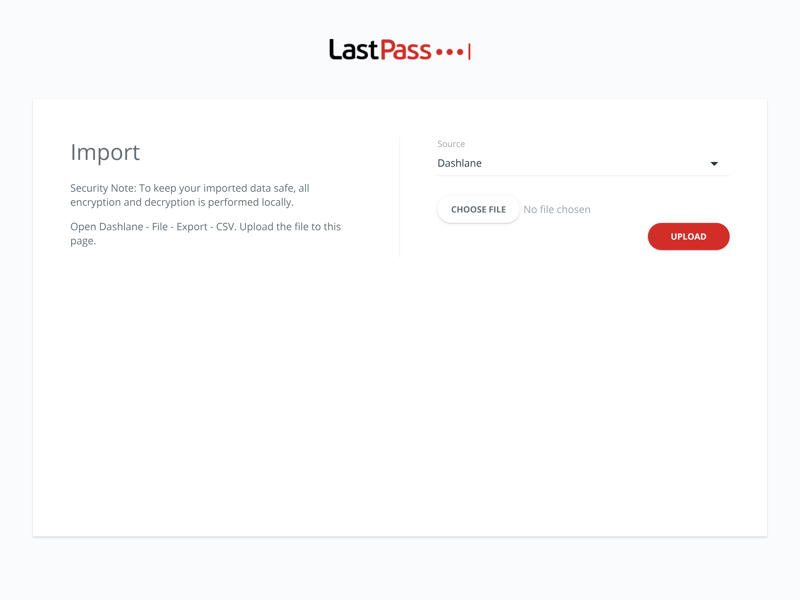 LastPass
Import
Security Note: To keep your imported data safe, all
encryption and decryption is performed locally.
Open Dashlane - File - Export - CSV. Upload the file to this
page.
Source
Dashlane
CHOOSE FILE No file chosen
UPLOAD